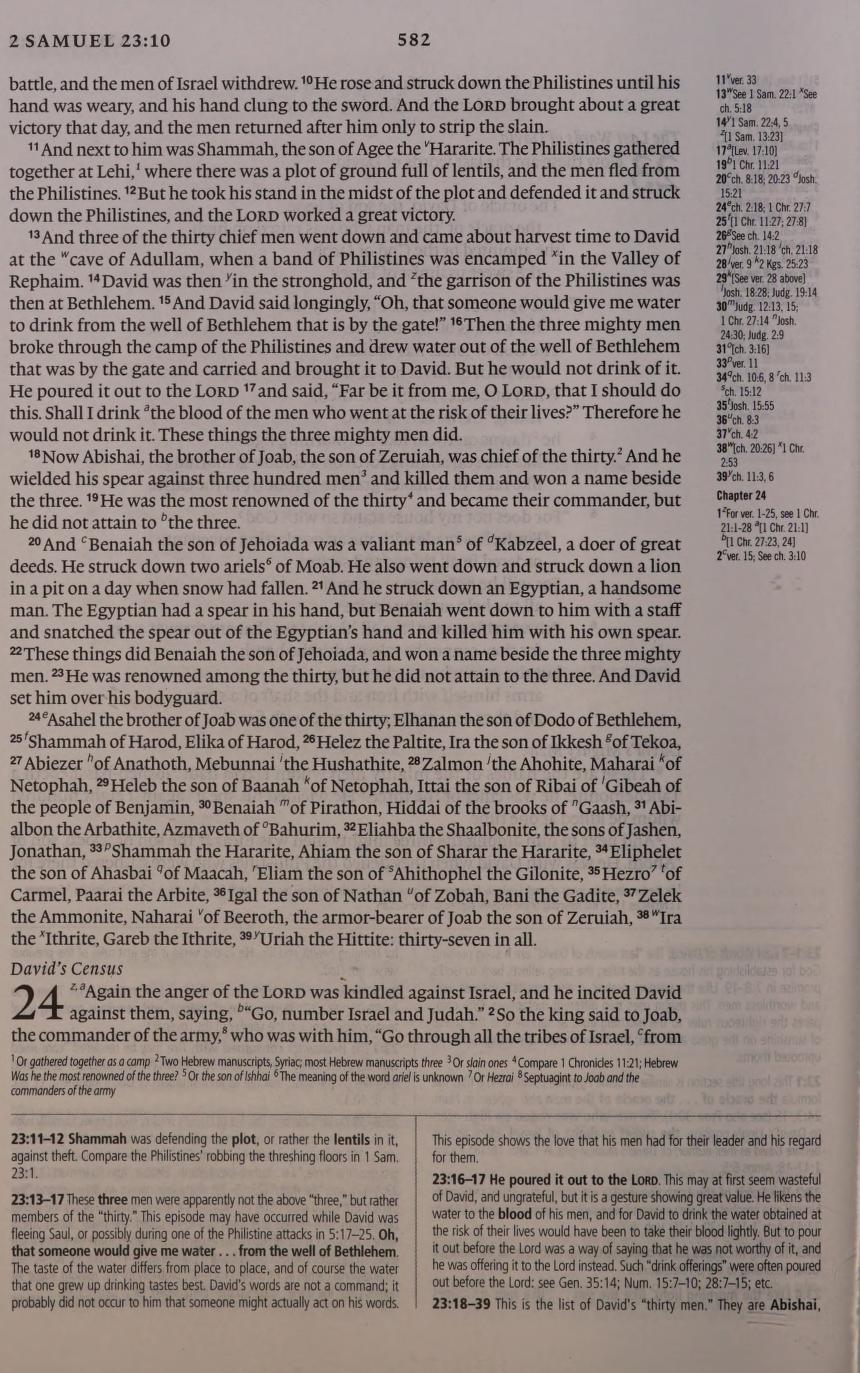 2 SAMUEL 23:10
582
battle, and the men of Israel withdrew. ¹⁰He rose and struck down the Philistines until his
hand was weary, and his hand clung to the sword. And the LORD brought about a great
victory that day, and the men returned after him only to strip the slain.
¹¹And next to him was Shammah, the son of Agee the ᵛHararite. The Philistines gathered
together at Lehi,¹ where there was a plot of ground full of lentils, and the men fled from
the Philistines. ¹²But he took his stand in the midst of the plot and defended it and struck
down the Philistines, and the LORD worked a great victory.
¹³And three of the thirty chief men went down and came about harvest time to David
at the ʷcave of Adullam, when a band of Philistines was encamped ˣin the Valley of
Rephaim. ¹⁴David was then ʸin the stronghold, and ᶻthe garrison of the Philistines was
then at Bethlehem. ¹⁵And David said longingly, “Oh, that someone would give me water
to drink from the well of Bethlehem that is by the gate!” ¹⁶Then the three mighty men
broke through the camp of the Philistines and drew water out of the well of Bethlehem
that was by the gate and carried and brought it to David. But he would not drink of it.
He poured it out to the LORD ¹⁷and said, “Far be it from me, O LORD, that I should do
this. Shall I drink ᵃthe blood of the men who went at the risk of their lives?” Therefore he
would not drink it. These things the three mighty men did.
¹⁸Now Abishai, the brother of Joab, the son of Zeruiah, was chief of the thirty.² And he
wielded his spear against three hundred men³ and killed them and won a name beside
the three. ¹⁹He was the most renowned of the thirty⁴ and became their commander, but
he did not attain to ᵇthe three.
²⁰And ᶜBenaiah the son of Jehoiada was a valiant man⁵ of ᵈKabzeel, a doer of great
deeds. He struck down two ariels⁶ of Moab. He also went down and struck down a lion
in a pit on a day when snow had fallen. ²¹And he struck down an Egyptian, a handsome
man. The Egyptian had a spear in his hand, but Benaiah went down to him with a staff
and snatched the spear out of the Egyptian’s hand and killed him with his own spear.
²²These things did Benaiah the son of Jehoiada, and won a name beside the three mighty
men. ²³He was renowned among the thirty, but he did not attain to the three. And David
set him over his bodyguard.
²⁴ᵉAsahel the brother of Joab was one of the thirty; Elhanan the son of Dodo of Bethlehem,
²⁵ᶠShammah of Harod, Elika of Harod, ²⁶Helez the Paltite, Ira the son of Ikkesh ᵍof Tekoa,
²⁷Abiezer ʰof Anathoth, Mebunnai ⁱthe Hushathite, ²⁸Zalmon ʲthe Ahohite, Maharai ᵏof
Netophah, ²⁹Heleb the son of Baanah ᵏof Netophah, Ittai the son of Ribai of ˡGibeah of
the people of Benjamin, ³⁰Benaiah ᵐof Pirathon, Hiddai of the brooks of ⁿGaash, ³¹Abi-
albon the Arbathite, Azmaveth of ᵒBahurim, ³²Eliahba the Shaalbonite, the sons of Jashen,
Jonathan, ³³ᵖShammah the Hararite, Ahiam the son of Sharar the Hararite, ³⁴Eliphelet
the son of Ahasbai ᑫof Maacah, ʳEliam the son of ˢAhithophel the Gilonite, ³⁵Hezro⁷ ᵗof
Carmel, Paarai the Arbite, ³⁶Igal the son of Nathan ᵘof Zobah, Bani the Gadite, ³⁷Zelek
the Ammonite, Naharai ᵛof Beeroth, the armor-bearer of Joab the son of Zeruiah, ³⁸ʷIra
the ˣIthrite, Gareb the Ithrite, ³⁹ʸUriah the Hittite: thirty-seven in all.
David’s Census
24 ᶻ,ᵃAgain the anger of the LORD was kindled against Israel, and he incited David
against them, saying, ᵇ“Go, number Israel and Judah.” ²So the king said to Joab,
the commander of the army,⁸ who was with him, “Go through all the tribes of Israel, ᶜfrom
¹Or gathered together as a camp ²Two Hebrew manuscripts, Syriac; most Hebrew manuscripts three ³Or slain ones ⁴Compare 1 Chronicles 11:21; Hebrew
Was he the most renowned of the three? ⁵Or the son of Ishhai ⁶The meaning of the word ariel is unknown ⁷Or Hezrai ⁸Septuagint to Joab and the
commanders of the army
11ᵛver. 33
13ʷSee 1 Sam. 22:1 ˣSee
ch. 5:18
14ʸ1 Sam. 22:4, 5
ᶻ[1 Sam. 13:23]
17ᵃ[Lev. 17:10]
19ᵇ1 Chr. 11:21
20ᶜch. 8:18; 20:23 ᵈJosh.
15:21
24ᵉch. 2:18; 1 Chr. 27:7
25ᶠ[1 Chr. 11:27; 27:8]
26ᵍSee ch. 14:2
27ʰJosh. 21:18 ⁱch. 21:18
28ʲver. 9 ᵏ2 Kgs. 25:23
29ᵏ[See ver. 28 above]
ˡJosh. 18:28; Judg. 19:14
30ᵐJudg. 12:13, 15;
1 Chr. 27:14 ⁿJosh.
24:30; Judg. 2:9
31ᵒ[ch. 3:16]
33ᵖver. 11
34ᑫch. 10:6, 8 ʳch. 11:3
ˢch. 15:12
35ᵗJosh. 15:55
36ᵘch. 8:3
37ᵛch. 4:2
38ʷ[ch. 20:26] ˣ1 Chr.
2:53
39ʸch. 11:3, 6
Chapter 24
1ᶻFor ver. 1-25, see 1 Chr.
21:1-28 ᵃ[1 Chr. 21:1]
ᵇ[1 Chr. 27:23, 24]
2ᶜver. 15; See ch. 3:10
23:11–12 Shammah was defending the plot, or rather the lentils in it,
against theft. Compare the Philistines’ robbing the threshing floors in 1 Sam.
23:1.
23:13–17 These three men were apparently not the above “three,” but rather
members of the “thirty.” This episode may have occurred while David was
fleeing Saul, or possibly during one of the Philistine attacks in 5:17–25. Oh,
that someone would give me water . . . from the well of Bethlehem.
The taste of the water differs from place to place, and of course the water
that one grew up drinking tastes best. David’s words are not a command; it
probably did not occur to him that someone might actually act on his words.
This episode shows the love that his men had for their leader and his regard
for them.
23:16–17 He poured it out to the LORD. This may at first seem wasteful
of David, and ungrateful, but it is a gesture showing great value. He likens the
water to the blood of his men, and for David to drink the water obtained at
the risk of their lives would have been to take their blood lightly. But to pour
it out before the Lord was a way of saying that he was not worthy of it, and
he was offering it to the Lord instead. Such “drink offerings” were often poured
out before the Lord: see Gen. 35:14; Num. 15:7–10; 28:7–15; etc.
23:18–39 This is the list of David’s “thirty men.” They are Abishai,